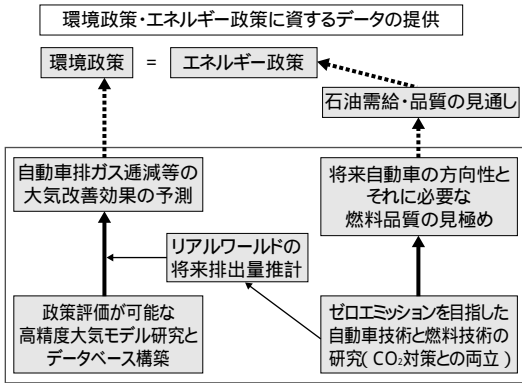 環境政策・エネルギー政策に資するデータの提供
環境政策 = エネルギー政策
石油需給・品質の見通し
自動車排ガス逓減等の
大気改善効果の予測
将来自動車の方向性と
それに必要な
燃料品質の見極め
リアルワールドの
将来排出量推計
政策評価が可能な
高精度大気モデル研究と
データベース構築
ゼロエミッションを目指した
自動車技術と燃料技術の
研究(CO₂対策との両立)